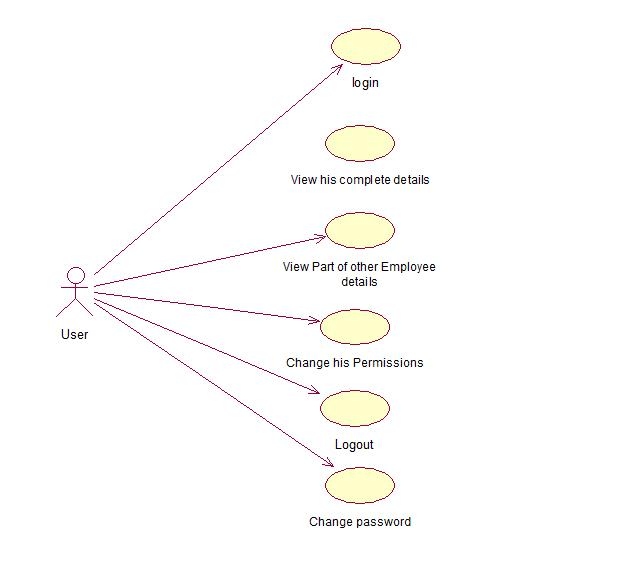 login
View his complete details
View Part of other Employee
details
Change his Permissions
User
Logout
Change password